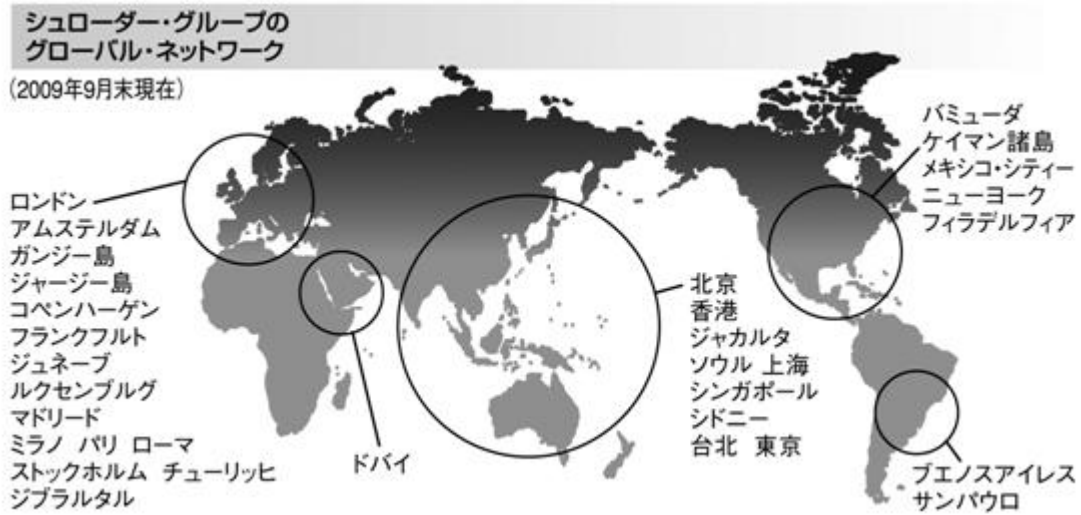 シュローダー・グループの
グローバル・ネットワーク
(2009年9月末現在)
ロンドン
アムステルダム
ガンジー島
ジャージー島
コペンハーゲン
フランクフルト
ジュネーブ
ルクセンブルグ
マドリード
ミラノ パリ ローマ
ストックホルム チューリッヒ
ジブラルタル
ドバイ
北京
香港
ジャカルタ
ソウル 上海
シンガポール
シドニー
台北 東京
バミューダ
ケイマン諸島
メキシコ・シティー
ニューヨーク
フィラデルフィア
ブエノスアイレス
サンパウロ